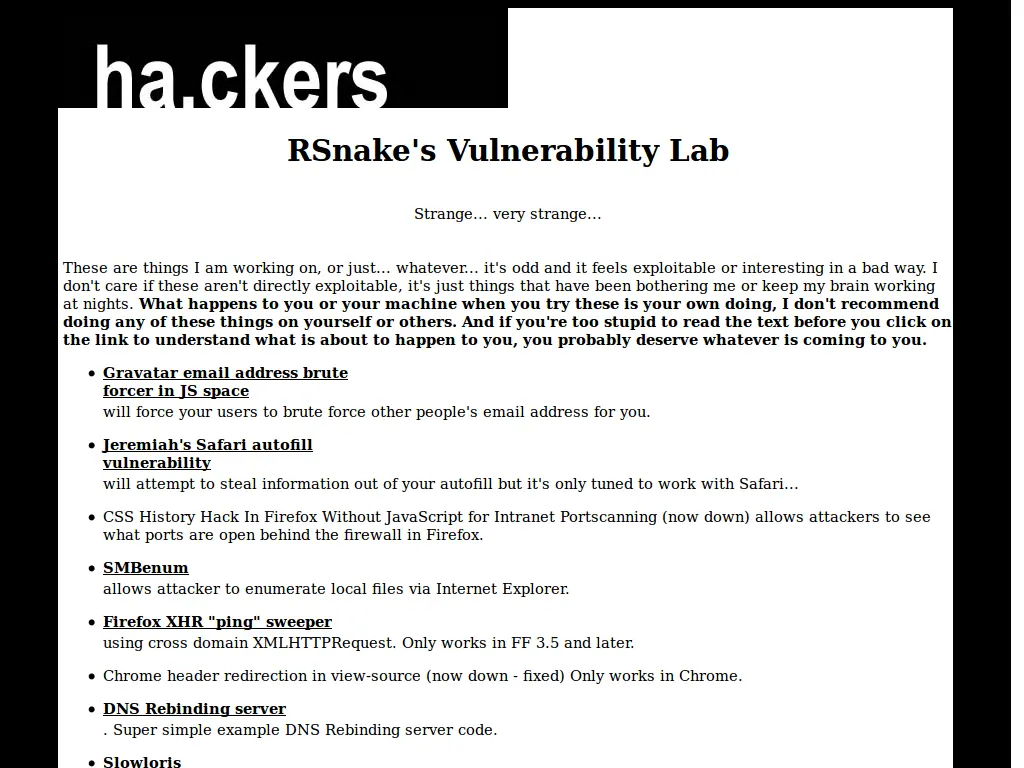 ha.ckers
RSnake's Vulnerability Lab
Strange... very strange...
These are things I am working on, or just... whatever... it's odd and it feels exploitable or interesting in a bad way. I
don't care if these aren't directly exploitable, it's just things that have been bothering me or keep my brain working
at nights. What happens to you or your machine when you try these is your own doing, I don't recommend
doing any of these things on yourself or others. And if you're too stupid to read the text before you click on
the link to understand what is about to happen to you, you probably deserve whatever is coming to you.
• Gravatar email address brute
forcer in JS space
will force your users to brute force other people's email address for you.
• Jeremiah's Safari autofill
vulnerability
will attempt to steal information out of your autofill but it's only tuned to work with Safari...
• CSS History Hack In Firefox Without JavaScript for Intranet Portscanning (now down) allows attackers to see
what ports are open behind the firewall in Firefox.
• SMBenum
allows attacker to enumerate local files via Internet Explorer.
• Firefox XHR "ping" sweeper
using cross domain XMLHTTPRequest. Only works in FF 3.5 and later.
• Chrome header redirection in view-source (now down - fixed) Only works in Chrome.
• DNS Rebinding server
. Super simple example DNS Rebinding server code.
• Slowloris